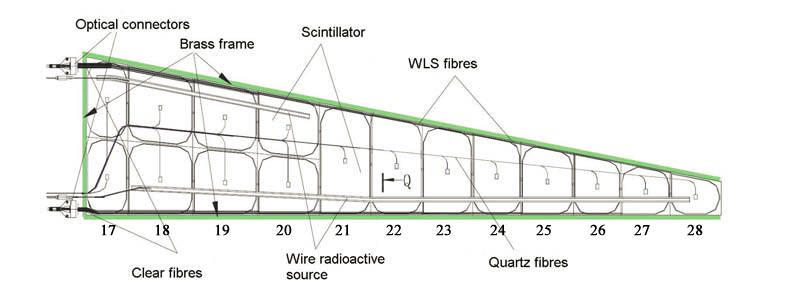 Optical connectors
Brass frame
Scintillator
WLS fibres
Q
17 18 19 20 21 22 23 24 25 26 27 28
Clear fibres
Wire radioactive
source
Quartz fibres